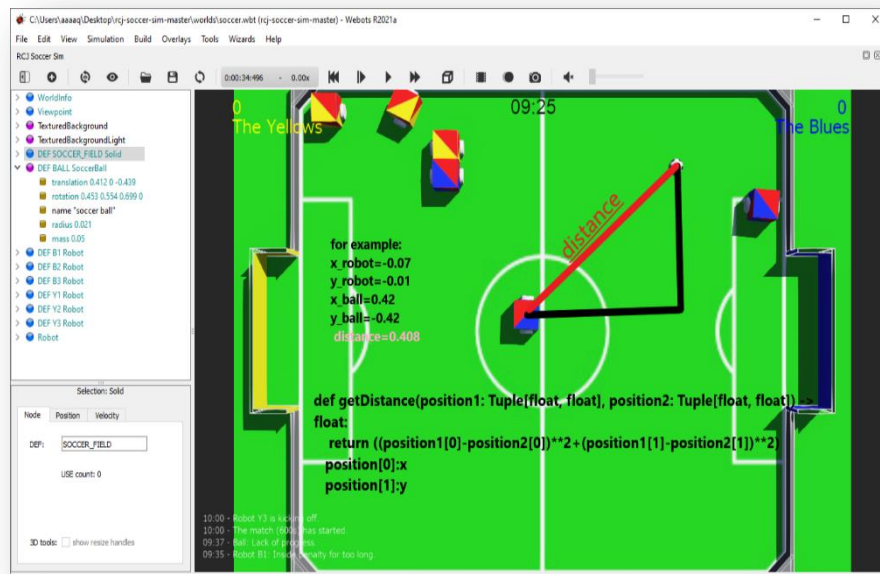 C:\Users\aaaaq\Desktop\rcj-soccer-sim-master\worlds\soccer.wbt (rcj-soccer-sim-master) - Webots R2021a
File Edit View Simulation Build Overlays Tools Wizards Help
RCJ Soccer Sim
0:00:34:496 - 0.00x
WorldInfo
Viewpoint
TexturedBackground
TexturedBackgroundLight
DEF SOCCER_FIELD Solid
DEF BALL SoccerBall
translation 0.412 0 -0.439
rotation 0.453 0.554 0.699 0
name "soccer ball"
radius 0.021
mass 0.05
DEF B1 Robot
DEF B2 Robot
DEF B3 Robot
DEF Y1 Robot
DEF Y2 Robot
DEF Y3 Robot
Robot
Selection: Solid
Node Position Velocity
DEF: SOCCER_FIELD
USE count: 0
3D tools: show resize handles
0 09:25 0
The Yellows The Blues
distance
for example:
x_robot=-0.07
y_robot=-0.01
x_ball=0.42
y_ball=-0.42
distance=0.408
def getDistance(position1: Tuple[float, float], position2: Tuple[float, float]) ->
float:
return ((position1[0]-position2[0])**2+(position1[1]-position2[1])**2)
position[0]:x
position[1]:y
10:00 - Robot Y3 is kicking off.
10:00 - The match (600s) has started.
09:37 - Ball: Lack of progress.
09:35 - Robot B1: Inside penalty for too long.